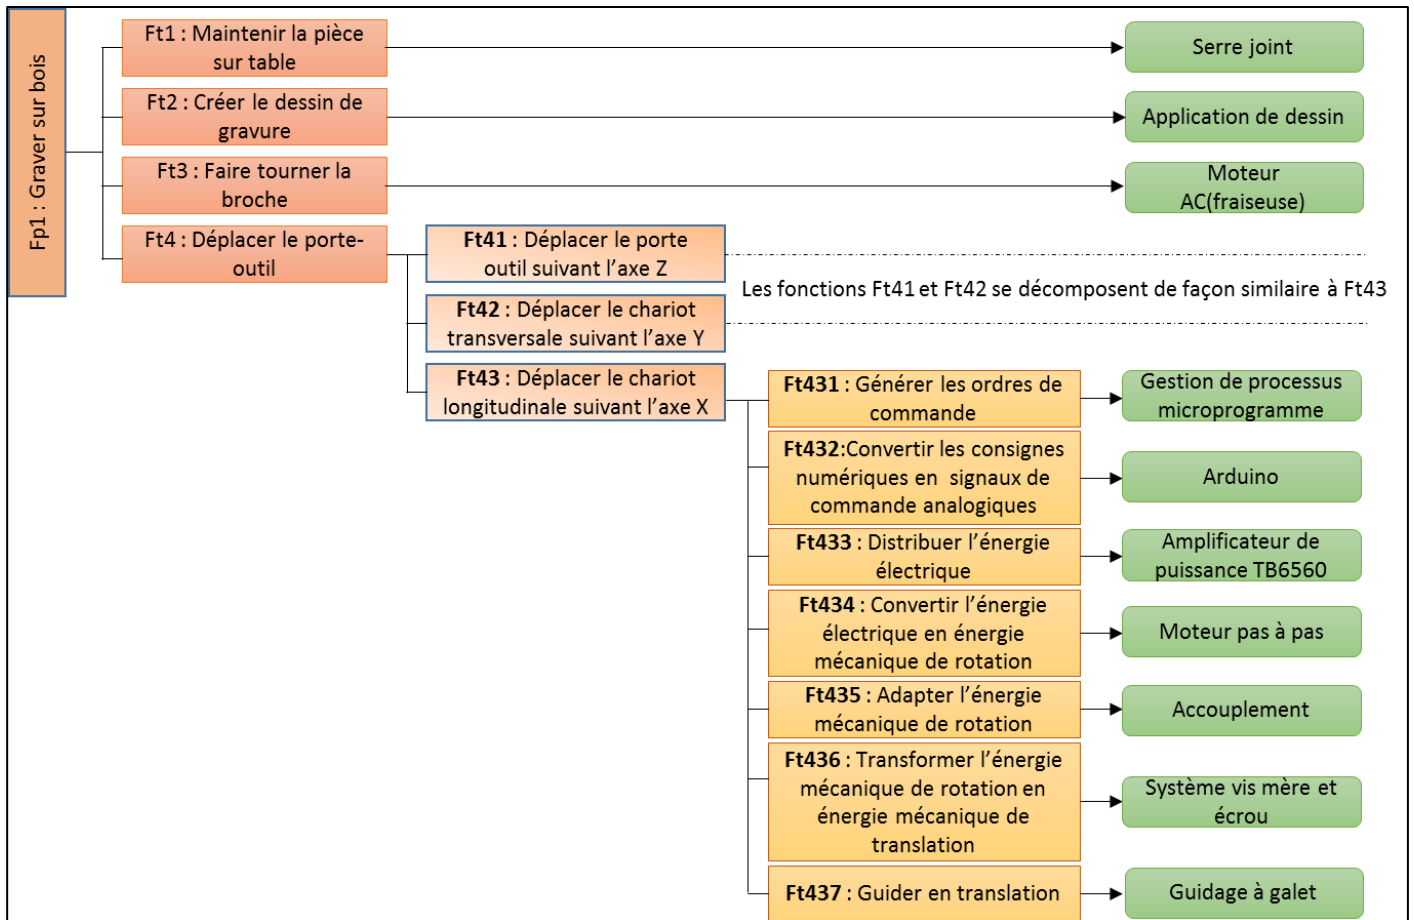 Fp1 : Graver sur bois
Ft1 : Maintenir la pièce
sur table
Serre joint
Ft2 : Créer le dessin de
gravure
Application de dessin
Ft3 : Faire tourner la
broche
Moteur
AC(fraiseuse)
Ft4 : Déplacer le porte-
outil
Ft41 : Déplacer le porte
outil suivant l’axe Z
Les fonctions Ft41 et Ft42 se décomposent de façon similaire à Ft43
Ft42 : Déplacer le chariot
transversale suivant l’axe Y
Ft43 : Déplacer le chariot
longitudinale suivant l’axe X
Ft431 : Générer les ordres de
commande
Gestion de processus
microprogramme
Ft432:Convertir les consignes
numériques en signaux de
commande analogiques
Arduino
Ft433 : Distribuer l’énergie
électrique
Amplificateur de
puissance TB6560
Ft434 : Convertir l’énergie
électrique en énergie
mécanique de rotation
Moteur pas à pas
Ft435 : Adapter l’énergie
mécanique de rotation
Accouplement
Ft436 : Transformer l’énergie
mécanique de rotation en
énergie mécanique de
translation
Système vis mère et
écrou
Ft437 : Guider en translation
Guidage à galet